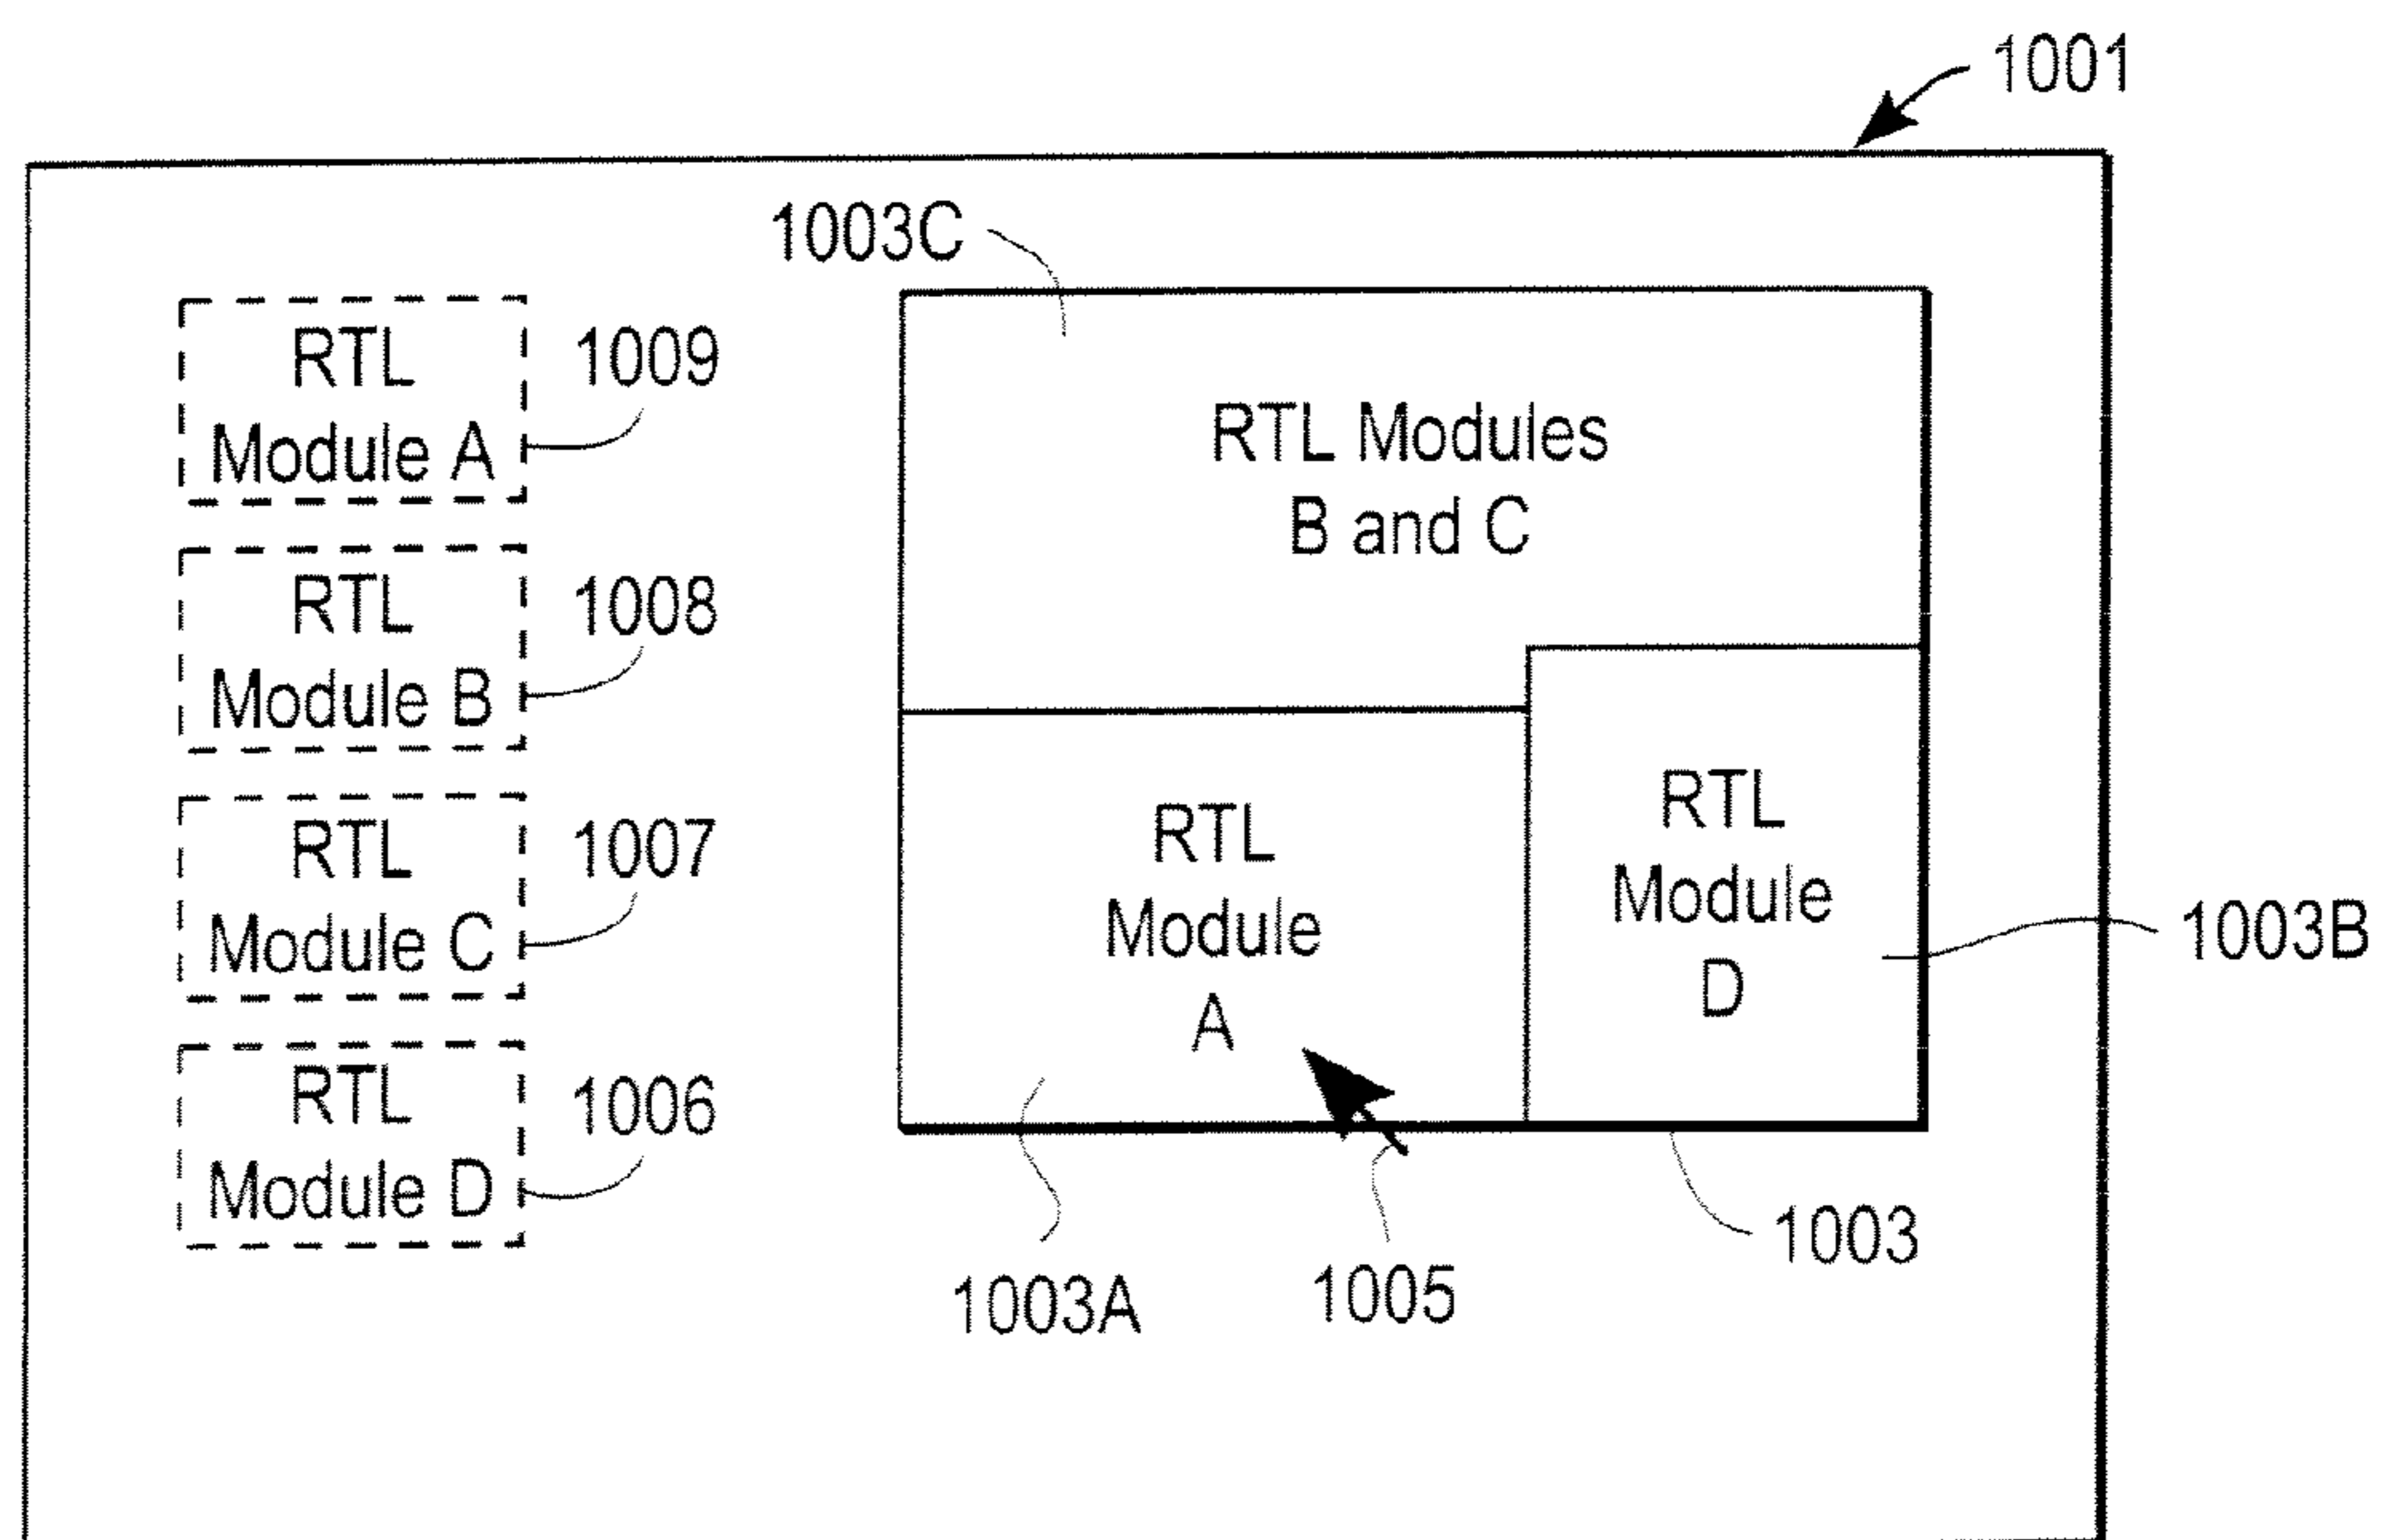 1001
1003C
RTL
Module A
1009
RTL
Module B
1008
RTL
Module C
1007
RTL
Module D
1006
RTL Modules
B and C
RTL
Module
A
RTL
Module
D
1003B
1003A
1005
1003